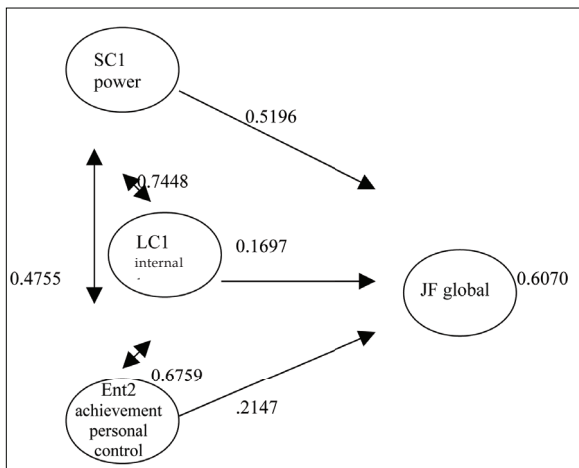 SC1
power
0.5196
0.7448
LC1
internal
0.1697
0.4755
JF global
0.6070
0.6759
Ent2
achievement
personal
control
.2147